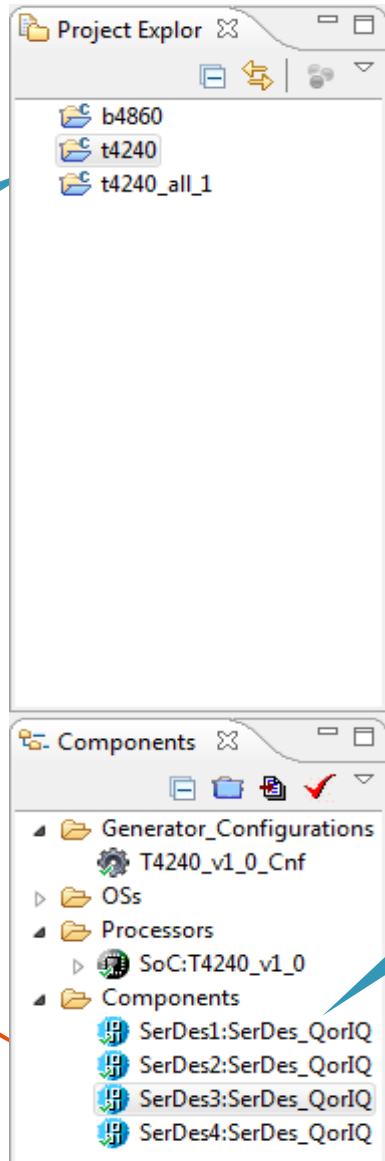 Project Explor
b4860
t4240
t4240_all_1
Components
Generator_Configurations
T4240_v1_0_Cnf
OSs
Processors
SoC:T4240_v1_0
Components
SerDes1:SerDes_QorIQ
SerDes2:SerDes_QorIQ
SerDes3:SerDes_QorIQ
SerDes4:SerDes_QorIQ